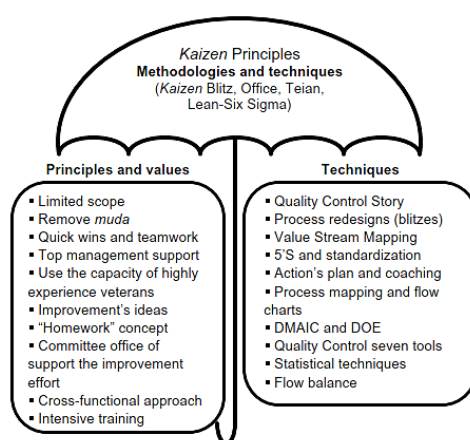 Kaizen Principles
Methodologies and techniques
(Kaizen Blitz, Office, Teian,
Lean-Six Sigma)
Principles and values
▪ Limited scope
▪ Remove muda
▪ Quick wins and teamwork
▪ Top management support
▪ Use the capacity of highly
experience veterans
▪ Improvement's ideas
▪ “Homework” concept
▪ Committee office of
support the improvement
effort
▪ Cross-functional approach
▪ Intensive training
Techniques
▪ Quality Control Story
▪ Process redesigns (blitzes)
▪ Value Stream Mapping
▪ 5'S and standardization
▪ Action's plan and coaching
▪ Process mapping and flow
charts
▪ DMAIC and DOE
▪ Quality Control seven tools
▪ Statistical techniques
▪ Flow balance